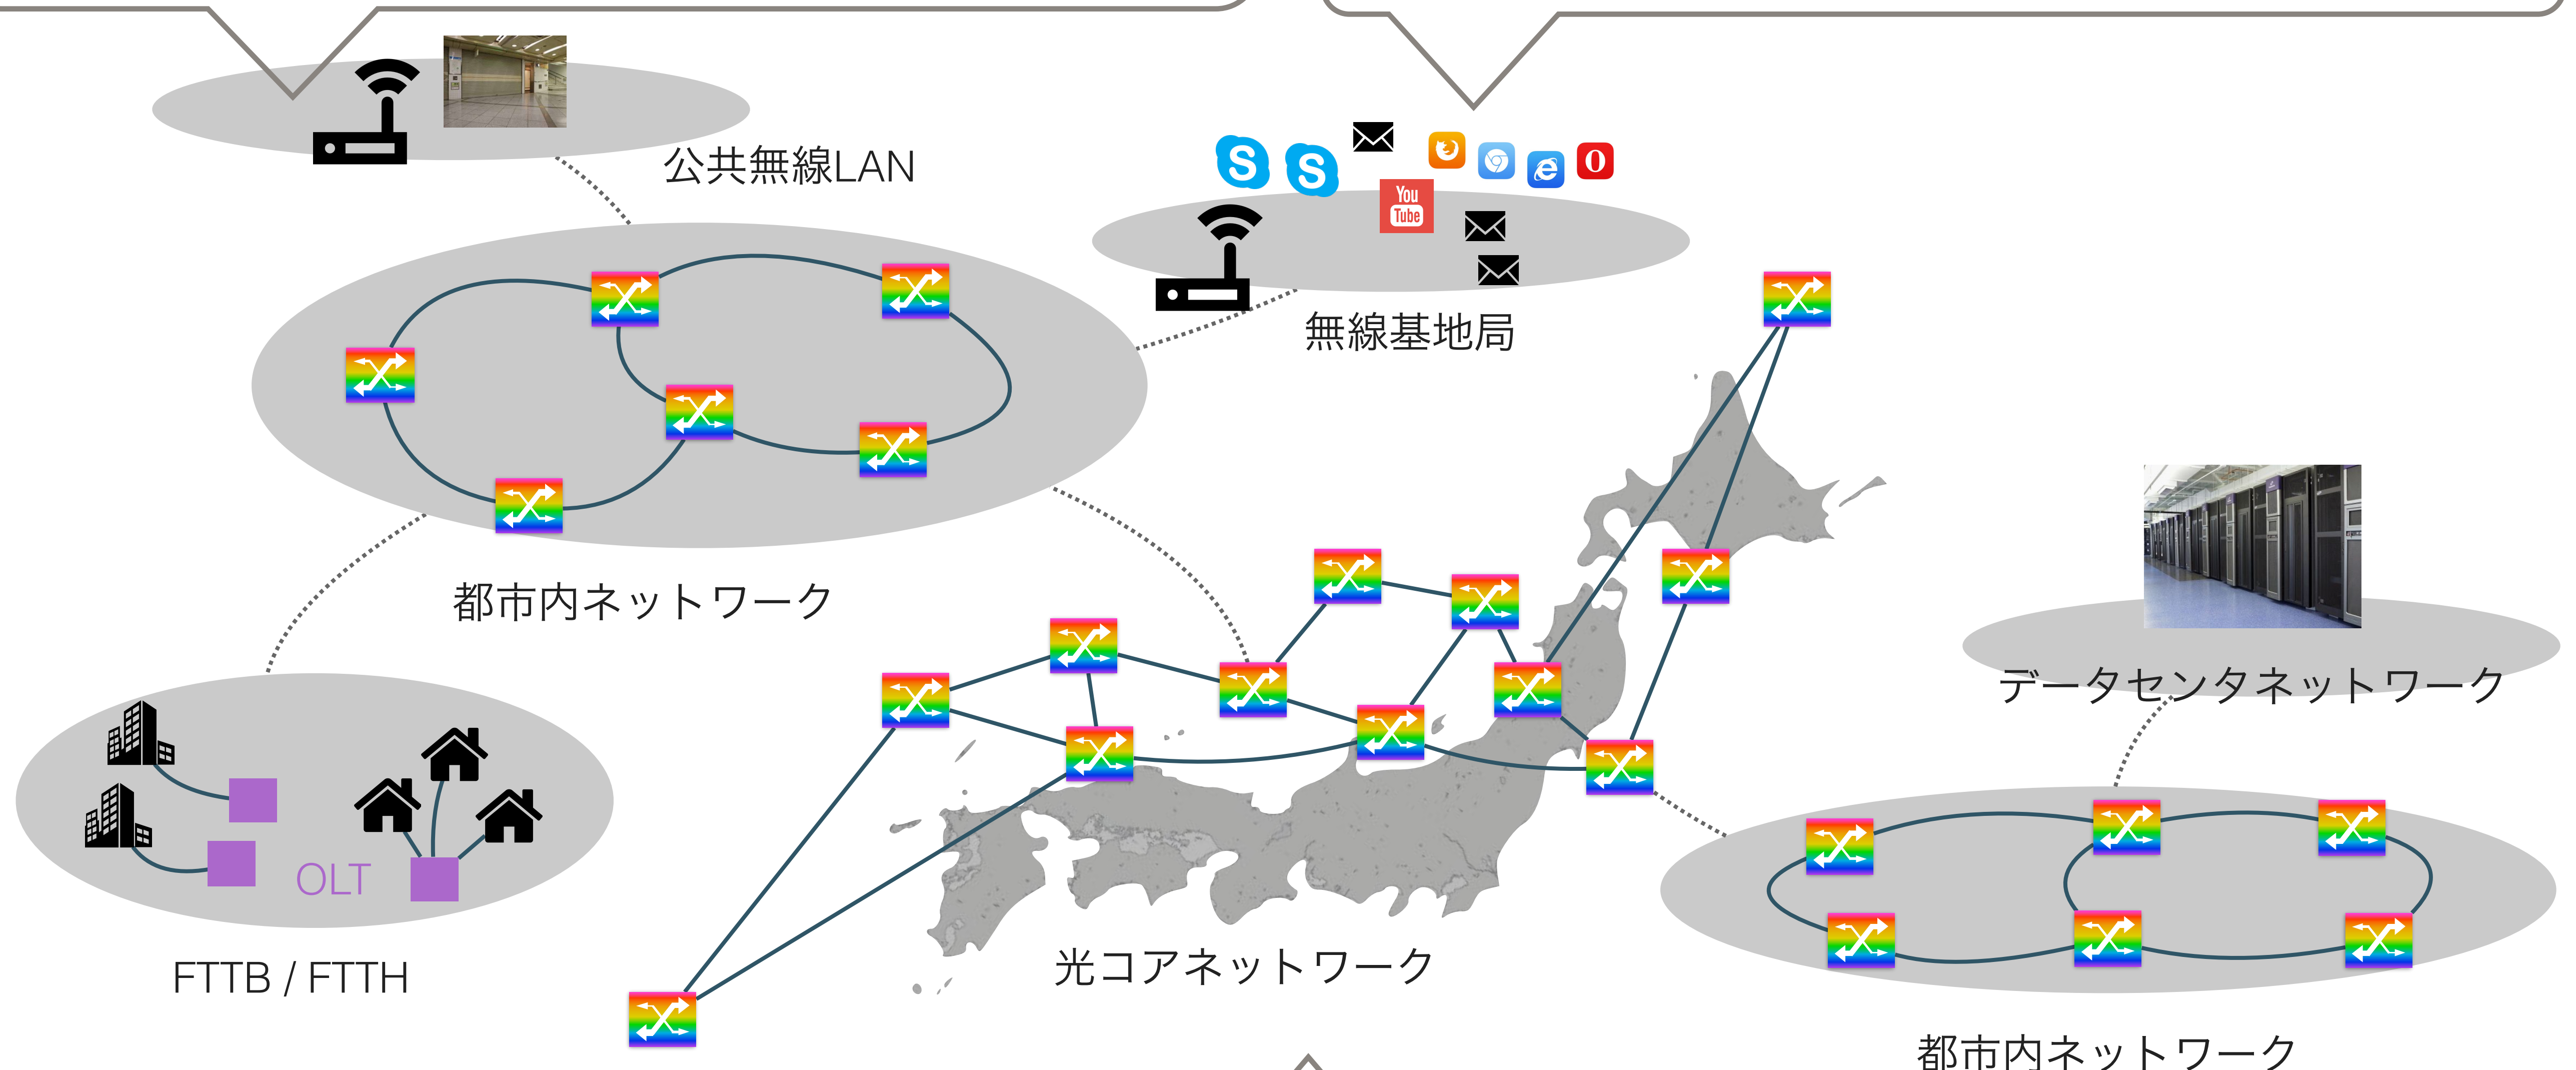 公共無線LAN
You
Tube
無線基地局
都市内ネットワーク
データセンタネットワーク
OLT
FTTB / FTTH
光コアネットワーク
都市内ネットワーク